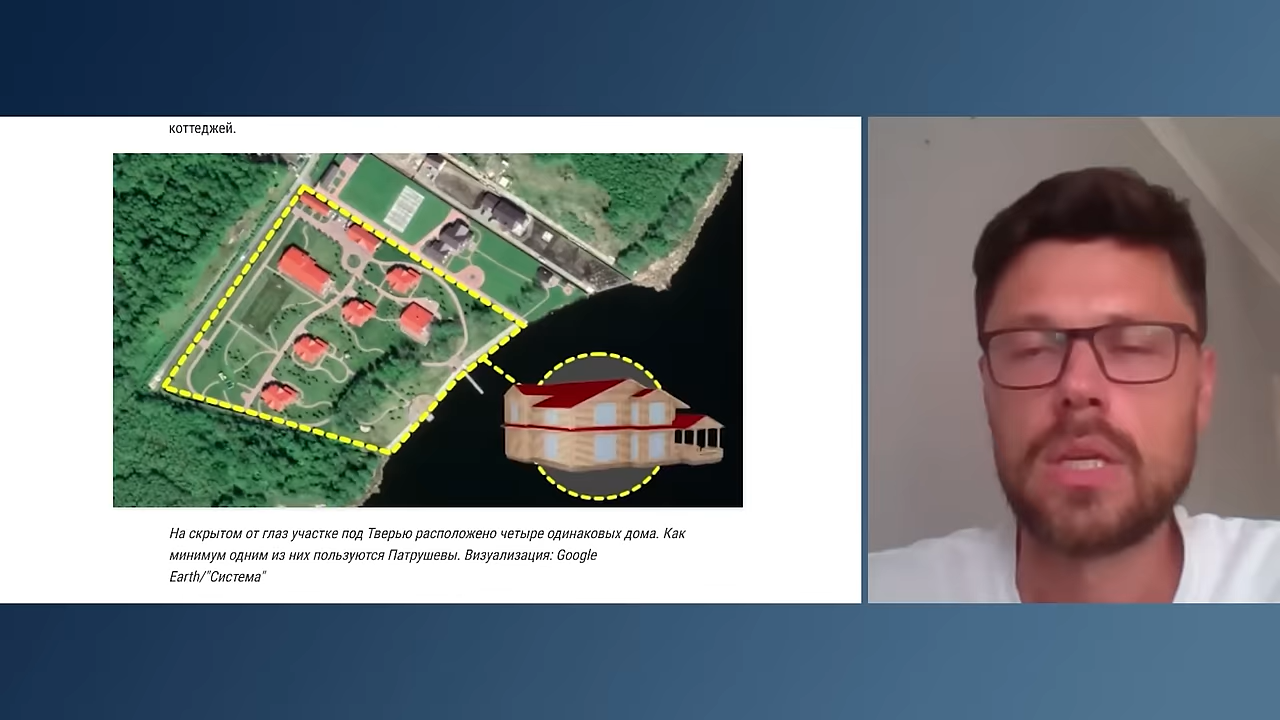 коттеджей.
На скрытом от глаз участке под Тверью расположено четыре одинаковых дома. Как
минимум одним из них пользуются Патрушевы. Визуализация: Google
Earth/"Система"